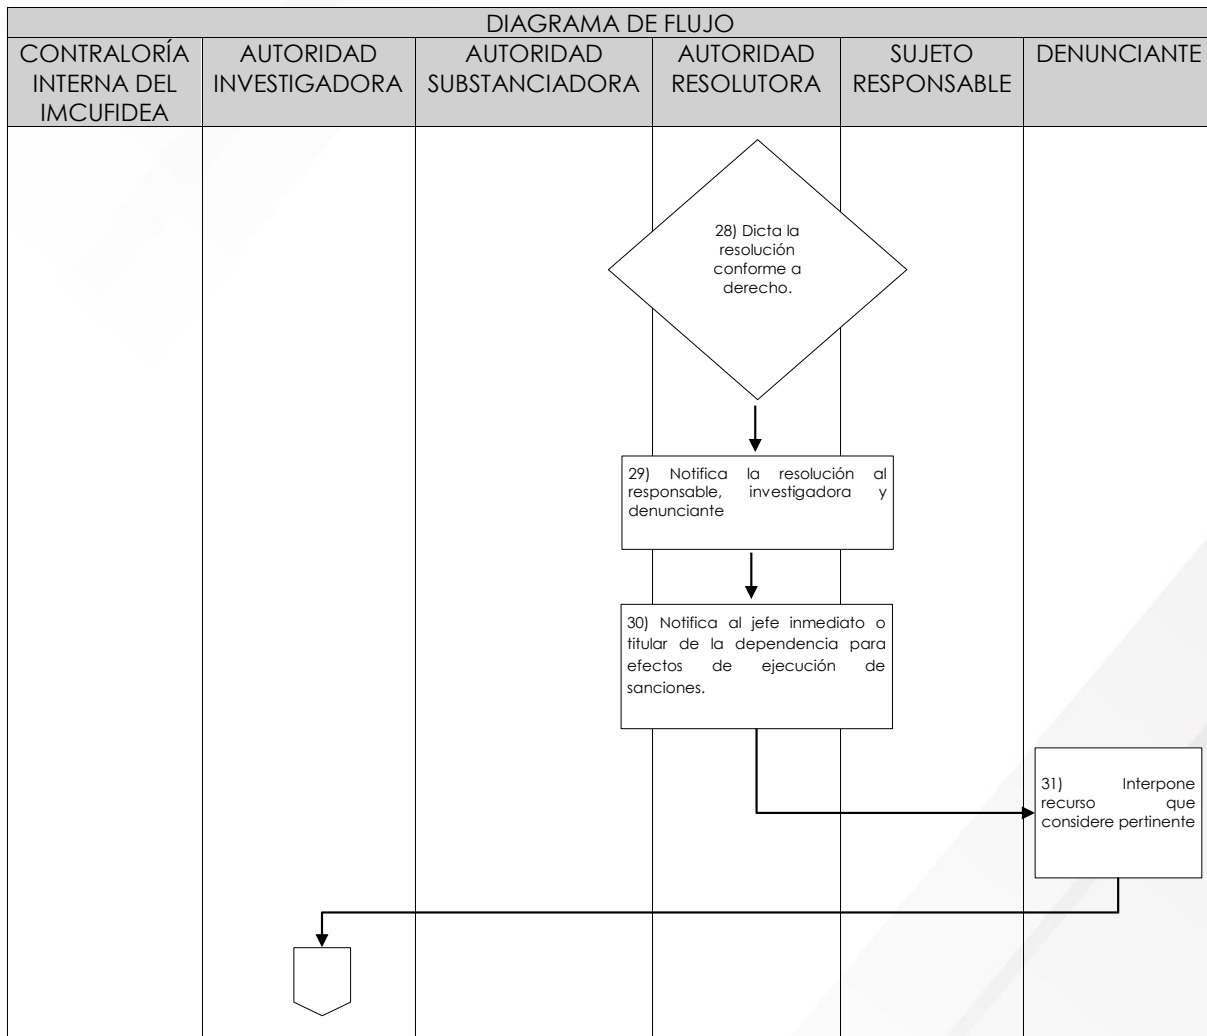 DIAGRAMA DE FLUJO
CONTRALORÍA
INTERNA DEL
IMCUFIDEA
AUTORIDAD
INVESTIGADORA
AUTORIDAD
SUBSTANCIADORA
AUTORIDAD
RESOLUTORA
SUJETO
RESPONSABLE
DENUNCIANTE
28) Dicta la
resolución
conforme a
derecho.
29) Notifica la resolución al
responsable, investigadora y
denunciante
30) Notifica al jefe inmediato o
titular de la dependencia para
efectos de ejecución de
sanciones.
31) Interpone
recurso que
considere pertinente